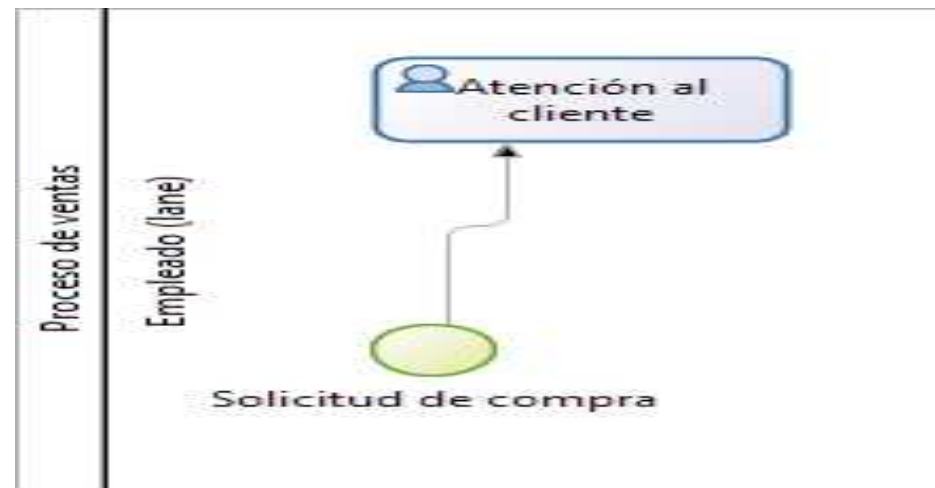 Proceso de ventas
Empleado (lane)
Atención al
cliente
Solicitud de compra